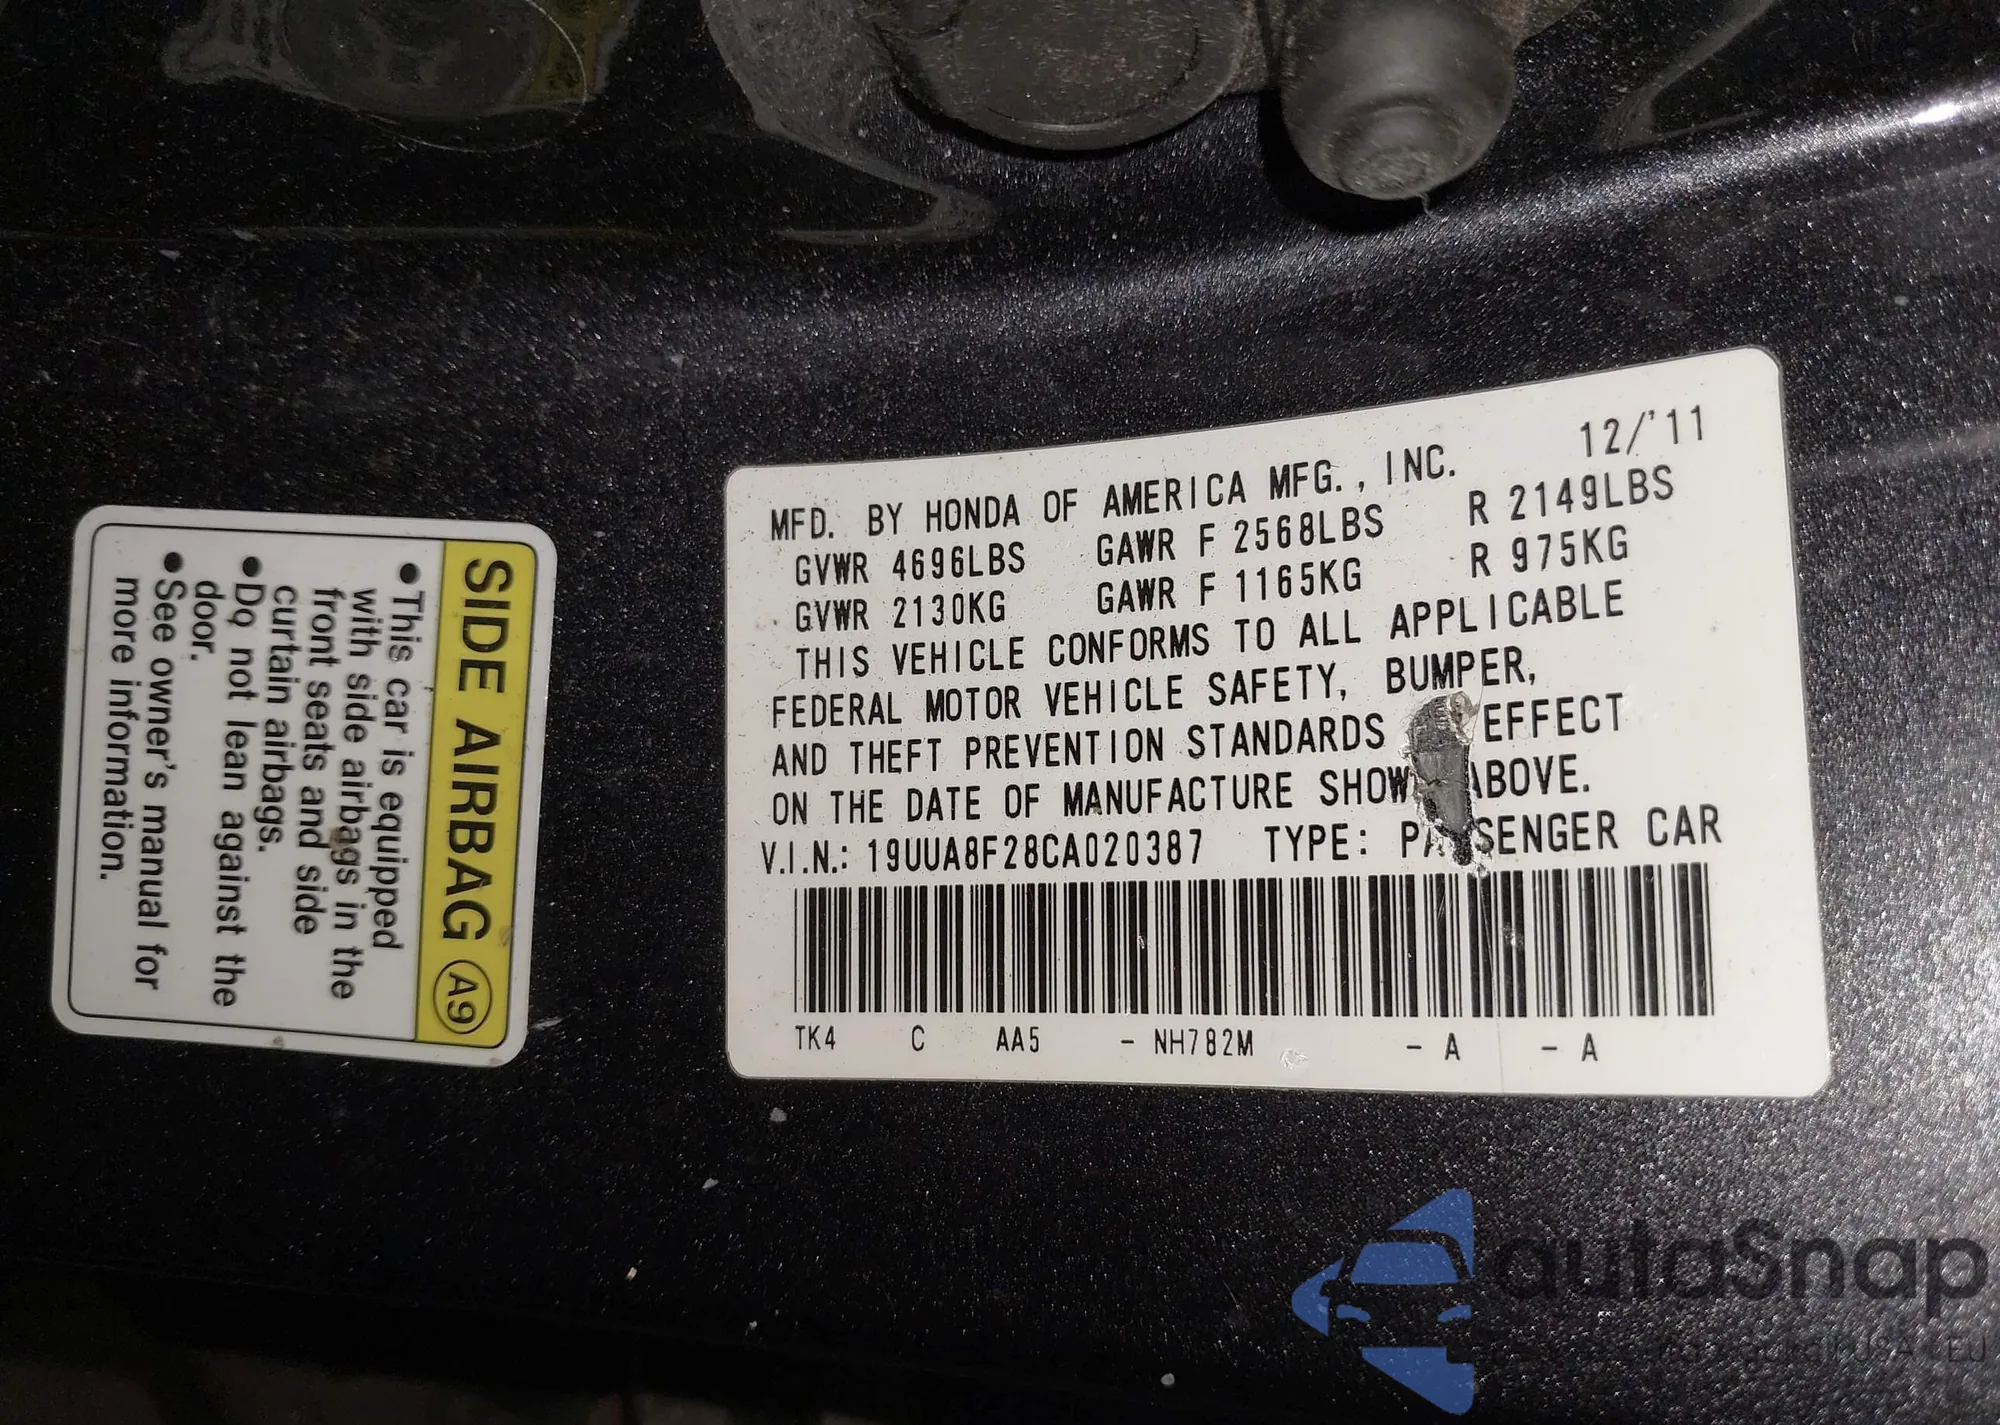 SIDE AIRBAG A9
• This car is equipped
with side airbags in the
front seats and side
curtain airbags.
• Do not lean against the
door.
• See owner's manual for
more information.
12/'11
MFD. BY HONDA OF AMERICA MFG., INC.
GVWR 4696LBS GAWR F 2568LBS R 2149LBS
GVWR 2130KG GAWR F 1165KG R 975KG
THIS VEHICLE CONFORMS TO ALL APPLICABLE
FEDERAL MOTOR VEHICLE SAFETY, BUMPER,
AND THEFT PREVENTION STANDARDS EFFECT
ON THE DATE OF MANUFACTURE SHOW ABOVE.
V.I.N.: 19UUA8F28CA020387 TYPE: PASSENGER CAR
TK4 C AA5 - NH782M - A - A
autaSnap